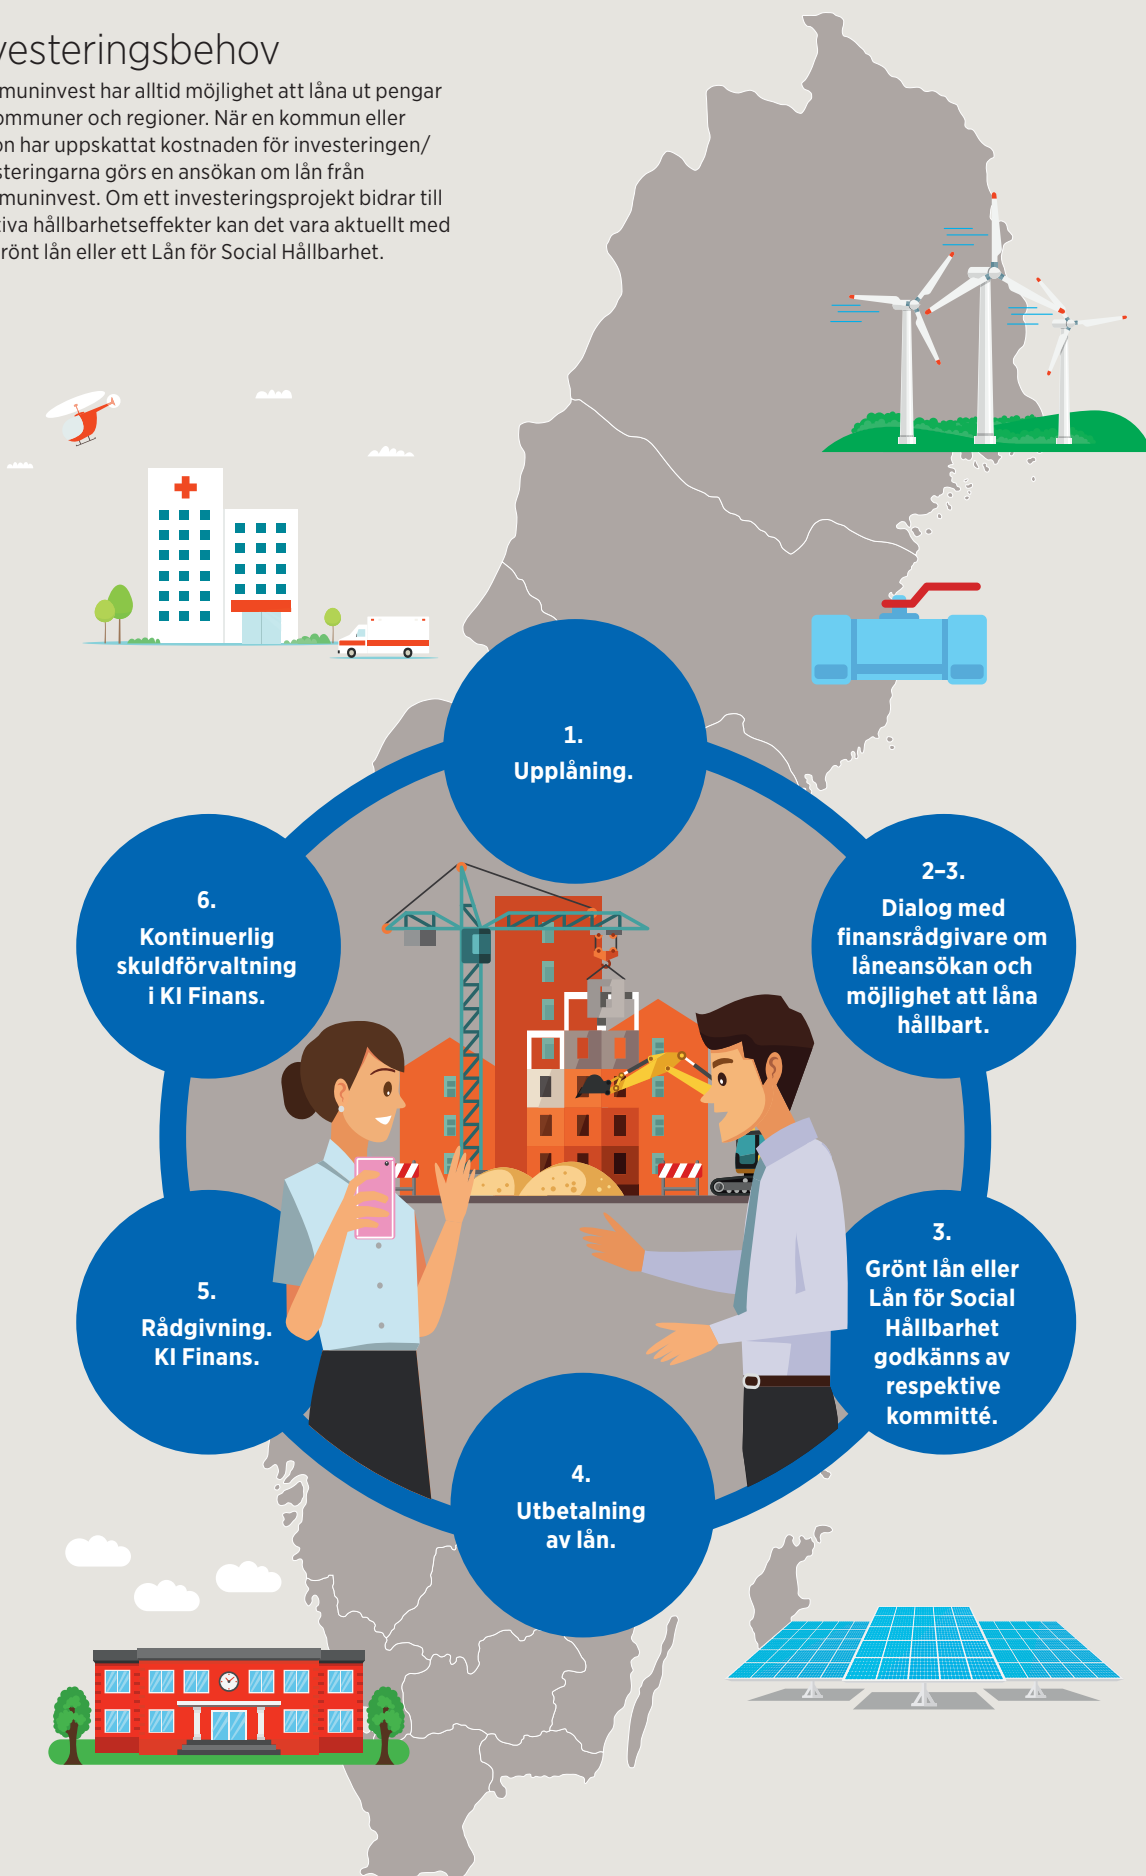 vesteringsbehov
muninvest har alltid möjlighet att låna ut pengar
ommuner och regioner. När en kommun eller
on har uppskattat kostnaden för investeringen/
steringarna görs en ansökan om lån från
muninvest. Om ett investeringsprojekt bidrar till
tiva hållbarhetseffekter kan det vara aktuellt med
rönt lån eller ett Lån för Social Hållbarhet.
1.
Upplåning.
2–3.
Dialog med
finansrådgivare om
låneansökan och
möjlighet att låna
hållbart.
3.
Grönt lån eller
Lån för Social
Hållbarhet
godkänns av
respektive
kommitté.
4.
Utbetalning
av lån.
5.
Rådgivning.
KI Finans.
6.
Kontinuerlig
skuldförvaltning
i KI Finans.